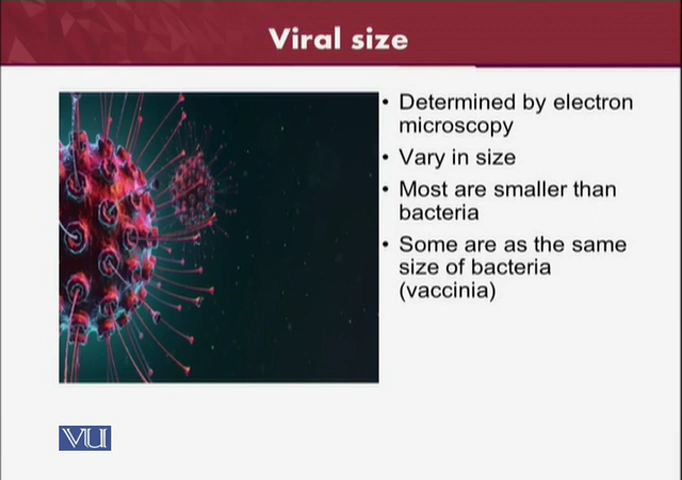 Viral size
• Determined by electron
microscopy
• Vary in size
• Most are smaller than
bacteria
• Some are as the same
size of bacteria
(vaccinia)
VU